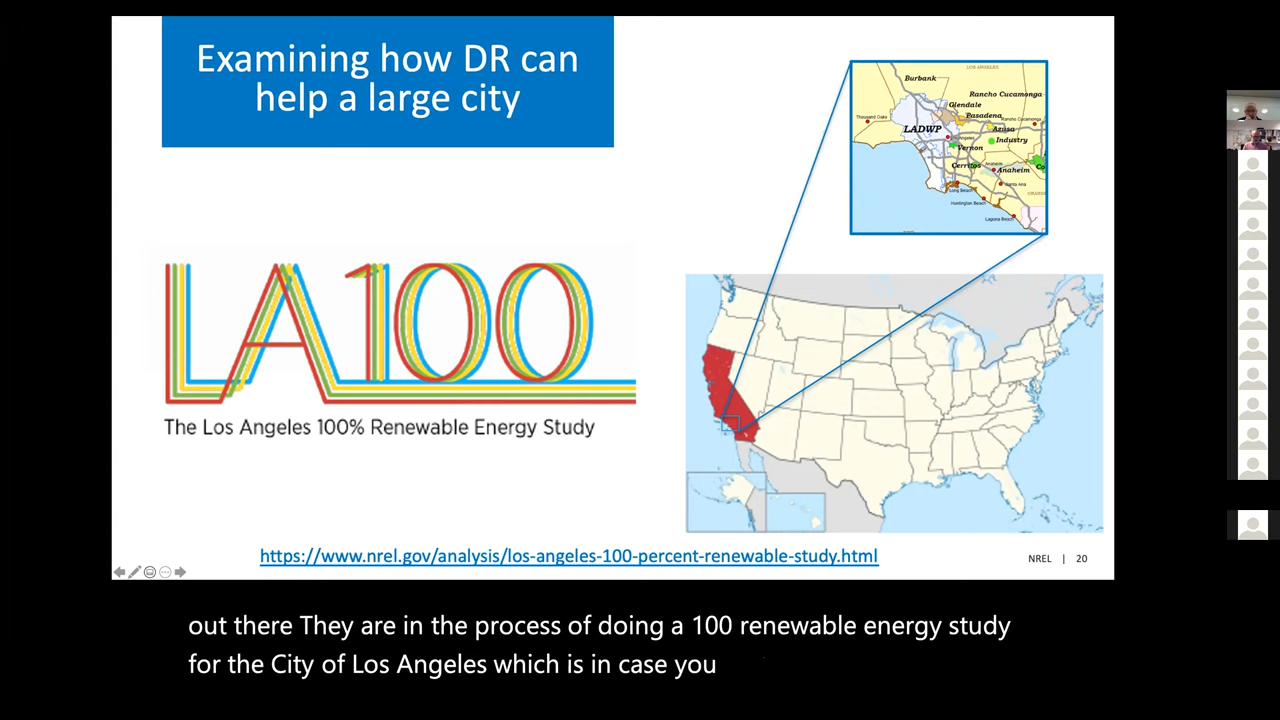 Examining how DR can
help a large city
LOS ANGELES
Burbank
Rancho Cucamonga
Glendale
Pasadena
Rancho Cucamonga
Thousand Oaks
LADWP
Azusa
Industry
Vernon
Cerritos
Anaheim
Anaheim
Co
Santa Ana
Long Beach
Huntington Beach
Laguna Beach
LA100
The Los Angeles 100% Renewable Energy Study
https://www.nrel.gov/analysis/los-angeles-100-percent-renewable-study.html
NREL | 20
out there They are in the process of doing a 100 renewable energy study
for the City of Los Angeles which is in case you